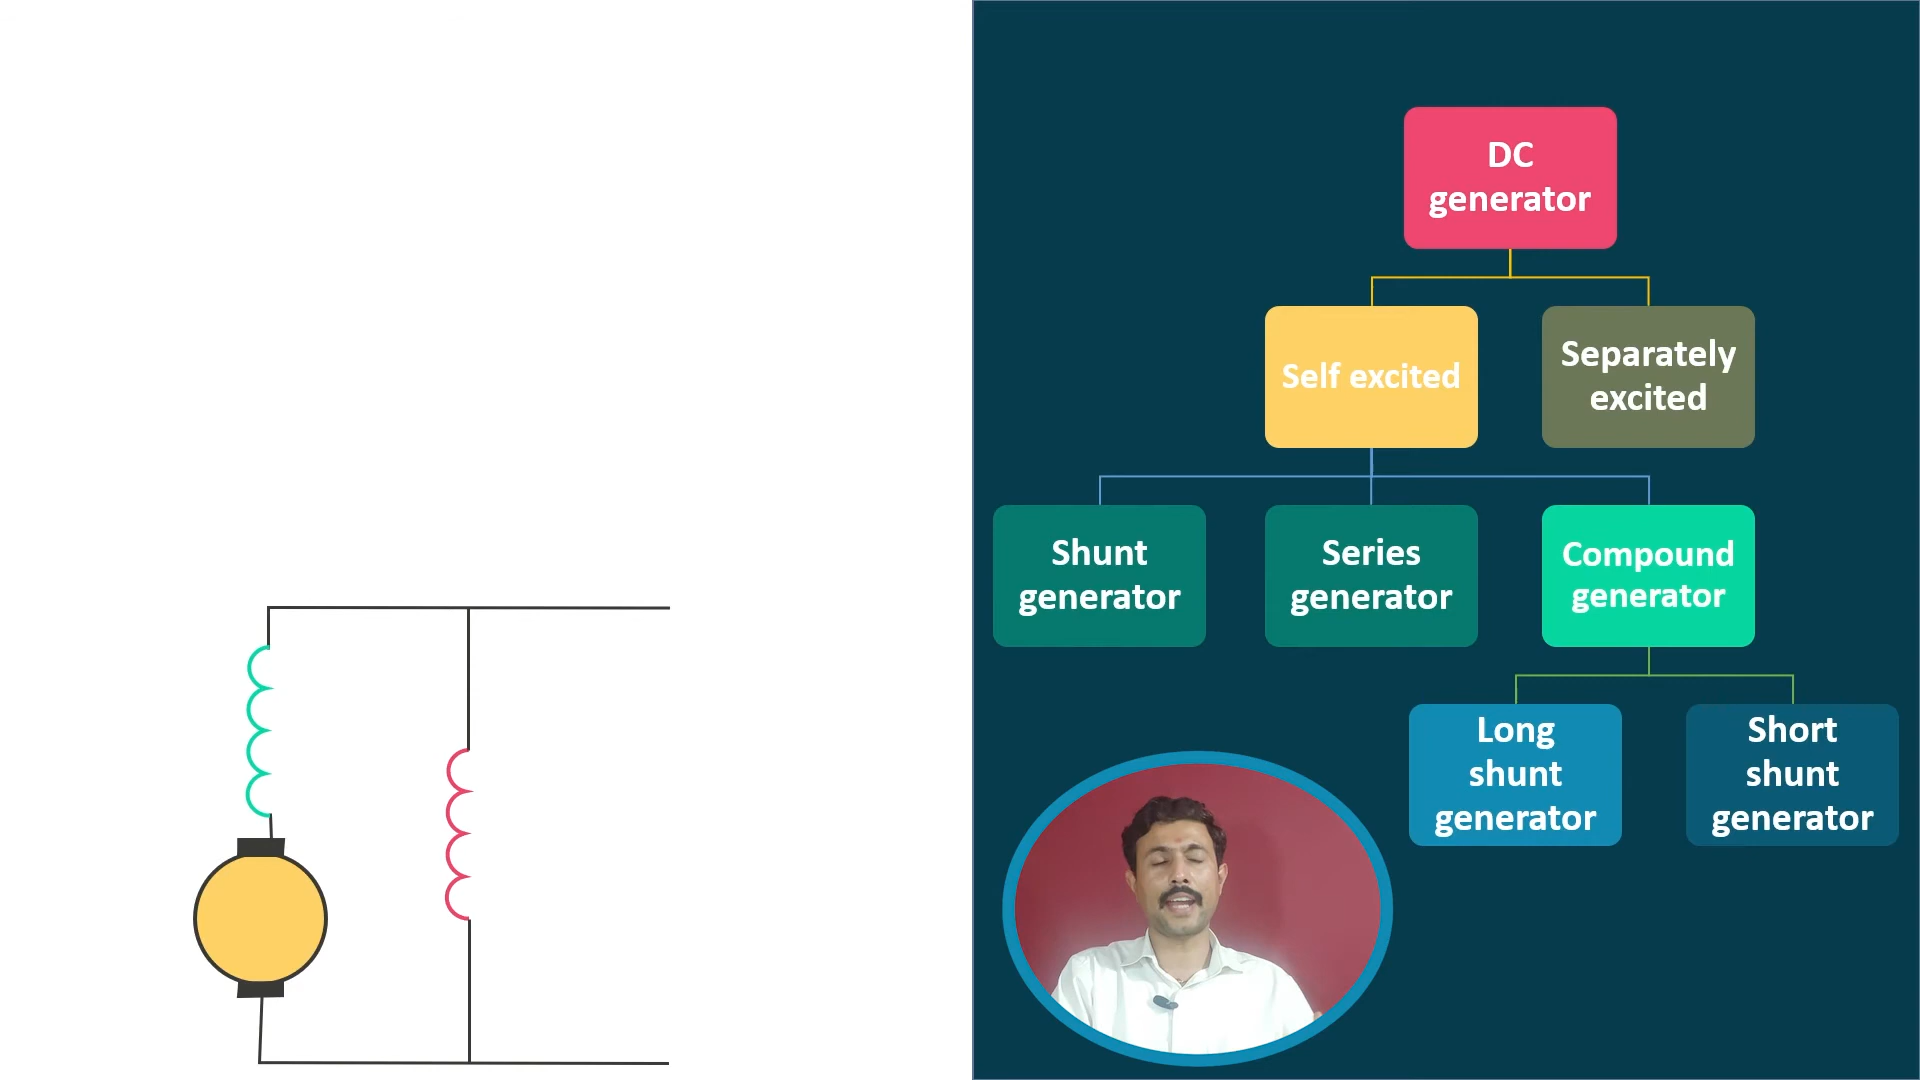 DC
generator
Self excited
Separately
excited
Shunt
generator
Series
generator
Compound
generator
Long
shunt
generator
Short
shunt
generator